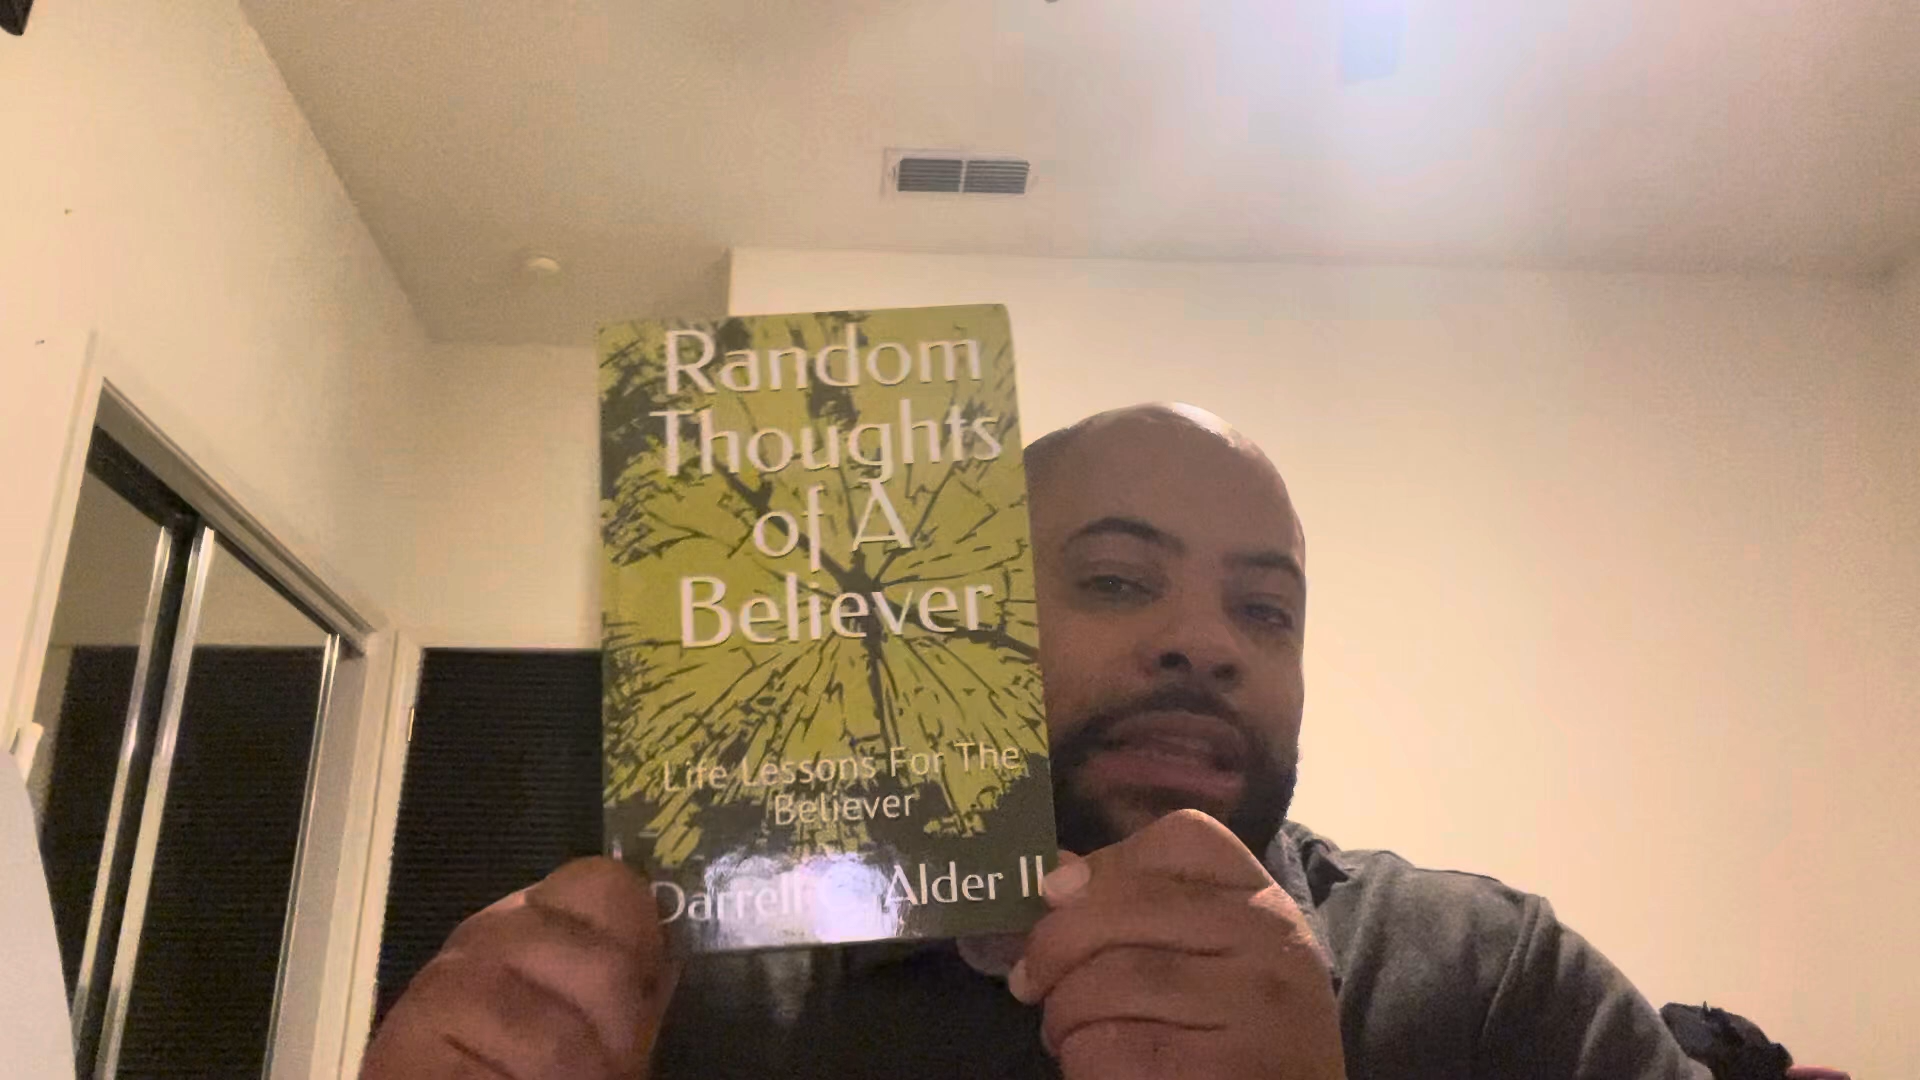 Random
Thoughts
of A
Believer
Life Lessons For The
Believer
Darrell C. Alder II